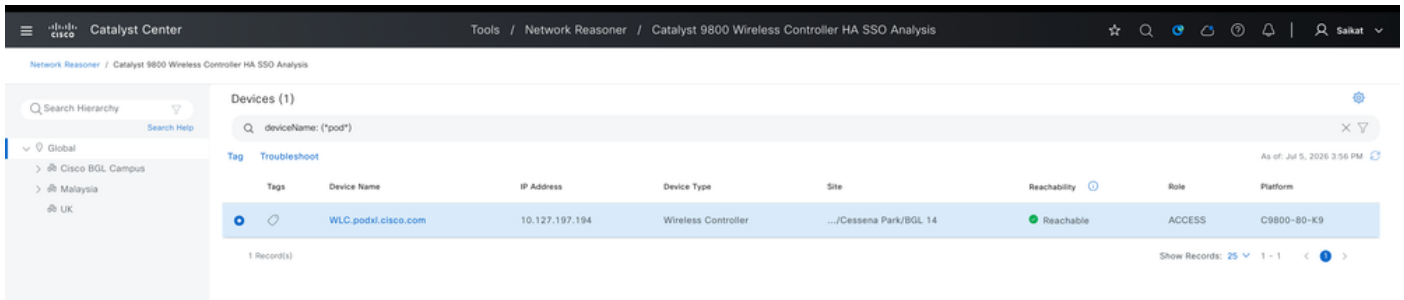 cisco Catalyst Center Tools / Network Reasoner / Catalyst 9800 Wireless Controller HA SSO Analysis Saikat
Network Reasoner / Catalyst 9800 Wireless Controller HA SSO Analysis
Search Hierarchy
Search Help
Global
Cisco BGL Campus
Malaysia
UK
Devices (1)
deviceName: (*pod*)
Tag Troubleshoot As of: Jul 5, 2026 3:56 PM
Tags Device Name IP Address Device Type Site Reachability Role Platform
WLC.podxl.cisco.com 10.127.197.194 Wireless Controller .../Cessena Park/BGL 14 Reachable ACCESS C9800-80-K9
1 Record(s) Show Records: 25 1 - 1 < 1 >